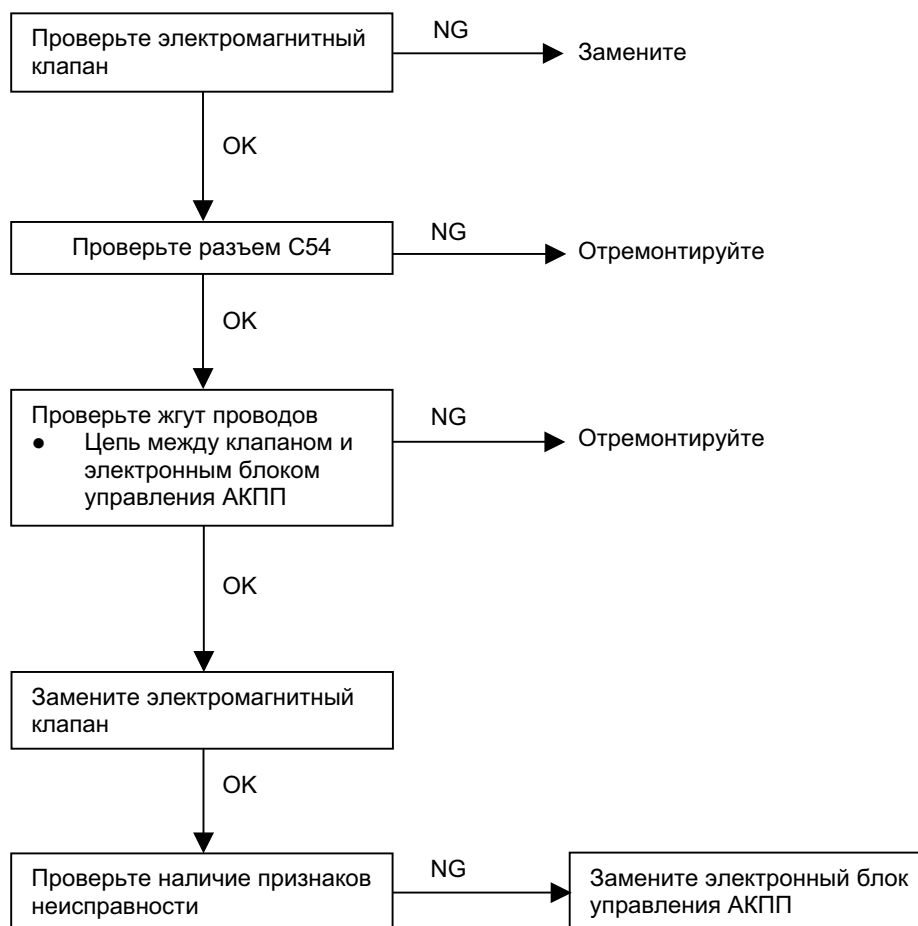 Проверьте электромагнитный
клапан
NG
Замените
OK
Проверьте разъем C54
NG
Отремонтируйте
OK
Проверьте жгут проводов
● Цепь между клапаном и
электронным блоком
управления АКПП
NG
Отремонтируйте
OK
Замените электромагнитный
клапан
OK
Проверьте наличие признаков
неисправности
NG
Замените электронный блок
управления АКПП